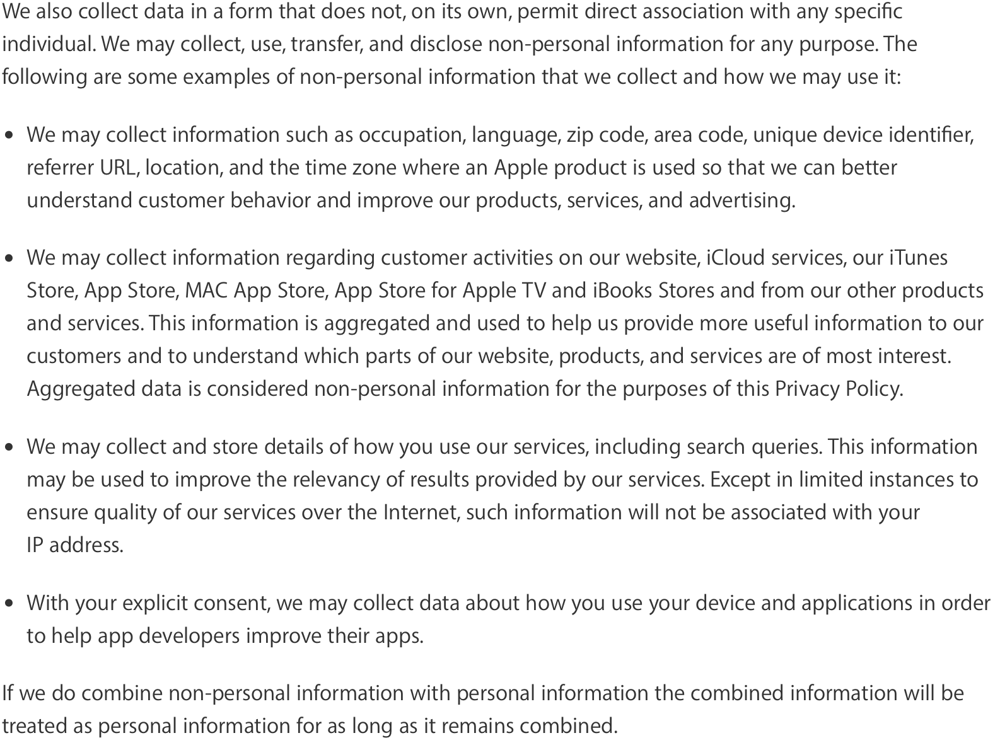 We also collect data in a form that does not, on its own, permit direct association with any specific
individual. We may collect, use, transfer, and disclose non-personal information for any purpose. The
following are some examples of non-personal information that we collect and how we may use it:
• We may collect information such as occupation, language, zip code, area code, unique device identifier,
referrer URL, location, and the time zone where an Apple product is used so that we can better
understand customer behavior and improve our products, services, and advertising.
• We may collect information regarding customer activities on our website, iCloud services, our iTunes
Store, App Store, MAC App Store, App Store for Apple TV and iBooks Stores and from our other products
and services. This information is aggregated and used to help us provide more useful information to our
customers and to understand which parts of our website, products, and services are of most interest.
Aggregated data is considered non-personal information for the purposes of this Privacy Policy.
• We may collect and store details of how you use our services, including search queries. This information
may be used to improve the relevancy of results provided by our services. Except in limited instances to
ensure quality of our services over the Internet, such information will not be associated with your
IP address.
• With your explicit consent, we may collect data about how you use your device and applications in order
to help app developers improve their apps.
If we do combine non-personal information with personal information the combined information will be
treated as personal information for as long as it remains combined.